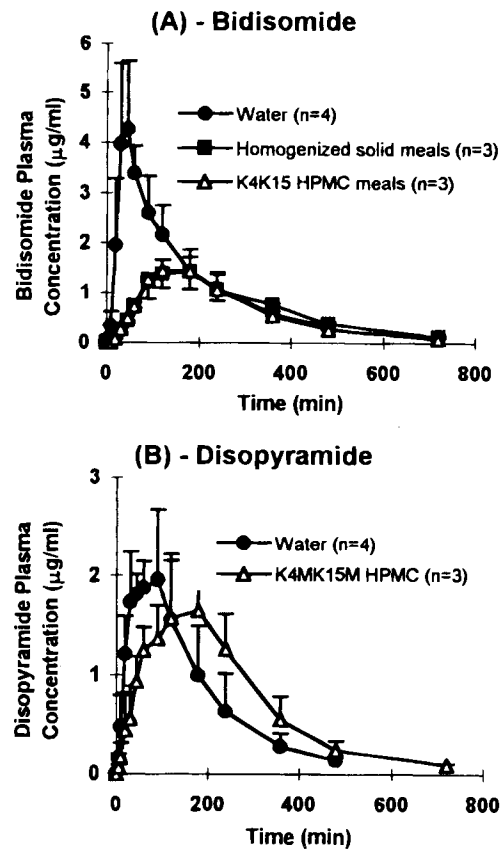 (A) - Bidisomide
Bidisomide Plasma
Concentration (µg/ml)
6
5
4
3
2
1
0
Water (n=4)
Homogenized solid meals (n=3)
K4K15 HPMC meals (n=3)
0 200 400 600 800
Time (min)
(B) - Disopyramide
Disopyramide Plasma
Concentration (µg/ml)
3
2
1
0
Water (n=4)
K4MK15M HPMC (n=3)
0 200 400 600 800
Time (min)